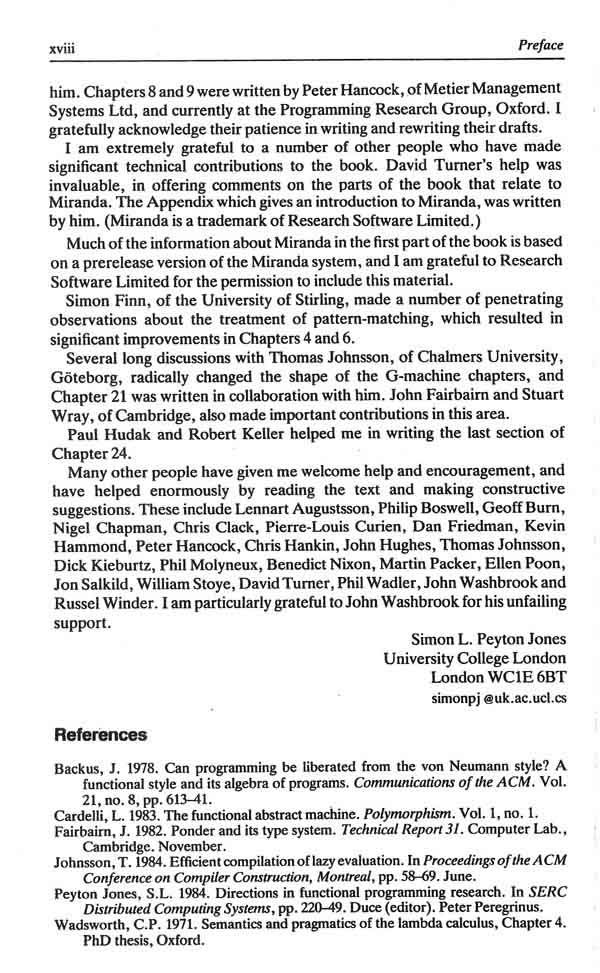 xviii
Preface
him. Chapters 8 and 9 were written by Peter Hancock, of Metier Management
Systems Ltd, and currently at the Programming Research Group, Oxford. I
gratefully acknowledge their patience in writing and rewriting their drafts.
I am extremely grateful to a number of other people who have made
significant technical contributions to the book. David Turner's help was
invaluable, in offering comments on the parts of the book that relate to
Miranda. The Appendix which gives an introduction to Miranda, was written
by him. (Miranda is a trademark of Research Software Limited.)
Much of the information about Miranda in the first part of the book is based
on a prerelease version of the Miranda system, and I am grateful to Research
Software Limited for the permission to include this material.
Simon Finn, of the University of Stirling, made a number of penetrating
observations about the treatment of pattern-matching, which resulted in
significant improvements in Chapters 4 and 6.
Several long discussions with Thomas Johnsson, of Chalmers University,
Göteborg, radically changed the shape of the G-machine chapters, and
Chapter 21 was written in collaboration with him. John Fairbairn and Stuart
Wray, of Cambridge, also made important contributions in this area.
Paul Hudak and Robert Keller helped me in writing the last section of
Chapter 24.
Many other people have given me welcome help and encouragement, and
have helped enormously by reading the text and making constructive
suggestions. These include Lennart Augustsson, Philip Boswell, Geoff Burn,
Nigel Chapman, Chris Clack, Pierre-Louis Curien, Dan Friedman, Kevin
Hammond, Peter Hancock, Chris Hankin, John Hughes, Thomas Johnsson,
Dick Kieburtz, Phil Molyneux, Benedict Nixon, Martin Packer, Ellen Poon,
Jon Salkild, William Stoye, David Turner, Phil Wadler, John Washbrook and
Russel Winder. I am particularly grateful to John Washbrook for his unfailing
support.
Simon L. Peyton Jones
University College London
London WC1E 6BT
simonpj @uk.ac.ucl.cs
References
Backus, J. 1978. Can programming be liberated from the von Neumann style? A
functional style and its algebra of programs. Communications of the ACM. Vol.
21, no. 8, pp. 613–41.
Cardelli, L. 1983. The functional abstract machine. Polymorphism. Vol. 1, no. 1.
Fairbairn, J. 1982. Ponder and its type system. Technical Report 31. Computer Lab.,
Cambridge. November.
Johnsson, T. 1984. Efficient compilation of lazy evaluation. In Proceedings of the ACM
Conference on Compiler Construction, Montreal, pp. 58–69. June.
Peyton Jones, S.L. 1984. Directions in functional programming research. In SERC
Distributed Computing Systems, pp. 220–49. Duce (editor). Peter Peregrinus.
Wadsworth, C.P. 1971. Semantics and pragmatics of the lambda calculus, Chapter 4.
PhD thesis, Oxford.